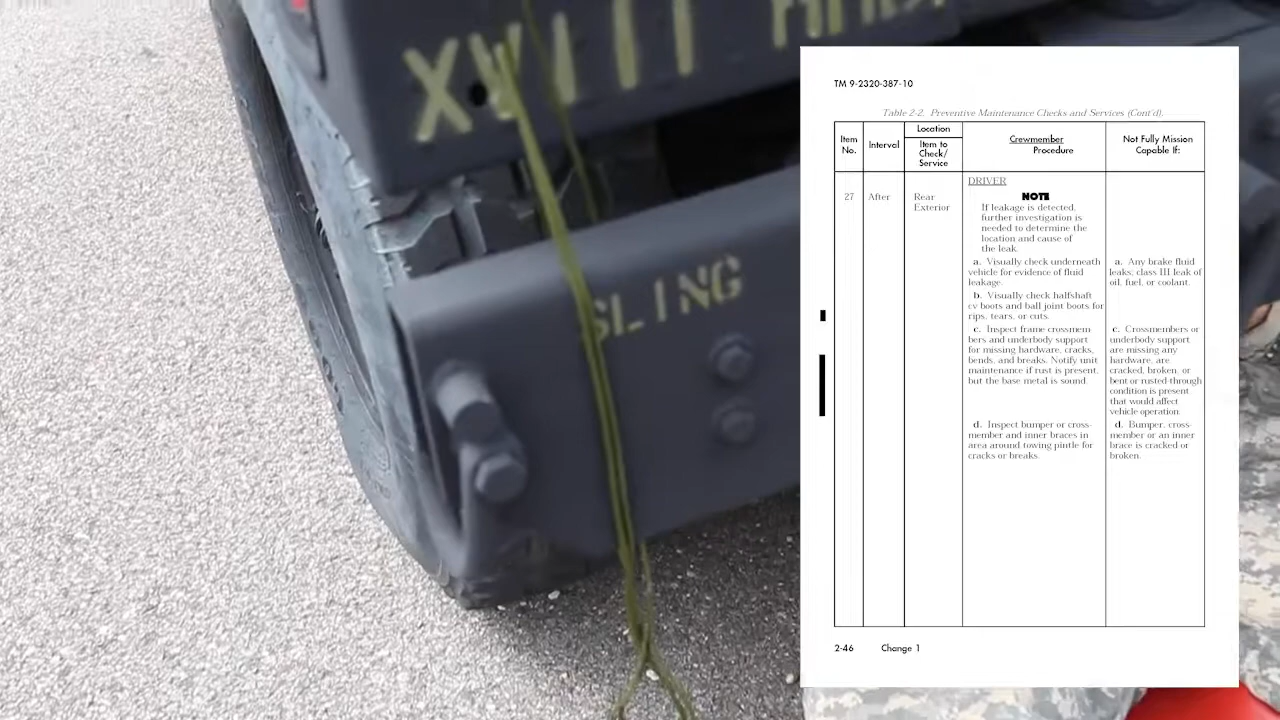 XVIII
SLING
TM 9-2320-387-10
Table 2-2. Preventive Maintenance Checks and Services (Cont'd).
Item
No.
Interval
Location
Item to
Check/
Service
Crewmember
Procedure
Not Fully Mission
Capable If:
DRIVER
27
After
Rear
Exterior
NOTE
If leakage is detected,
further investigation is
needed to determine the
location and cause of
the leak.
a. Visually check underneath
vehicle for evidence of fluid
leakage.
a. Any brake fluid
leaks; class III leak of
oil, fuel, or coolant.
b. Visually check halfshaft
cv boots and ball joint boots for
rips, tears, or cuts.
c. Inspect frame crossmem
bers and underbody support
for missing hardware, cracks,
bends, and breaks. Notify unit
maintenance if rust is present,
but the base metal is sound.
c. Crossmembers or
underbody support
are missing any
hardware, are
cracked, broken, or
bent or rusted-through
condition is present
that would affect
vehicle operation.
d. Inspect bumper or cross-
member and inner braces in
area around towing pintle for
cracks or breaks.
d. Bumper, cross-
member or an inner
brace is cracked or
broken.
2-46
Change 1